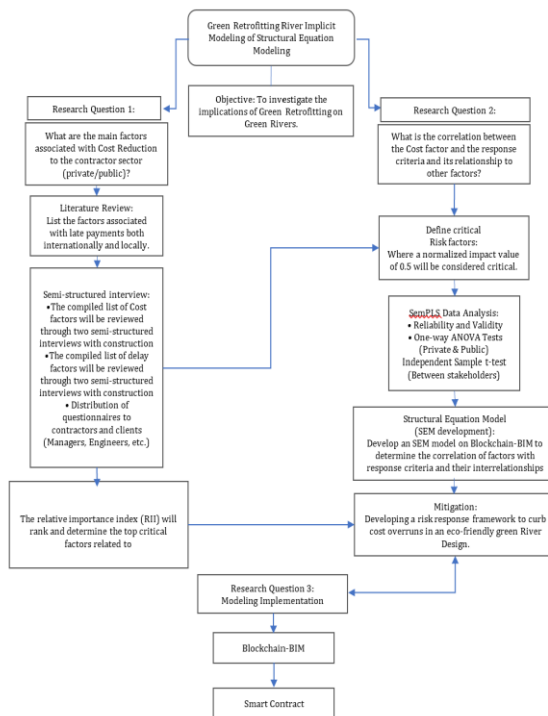 Green Retrofitting River Implicit
Modeling of Structural Equation
Modeling
Objective: To investigate the
implications of Green Retrofitting on
Green Rivers.
Research Question 1:
What are the main factors
associated with Cost Reduction
to the contractor sector
(private/public)?
Literature Review:
List the factors associated
with late payments both
internationally and locally.
Semi-structured interview:
•The compiled list of Cost
factors will be reviewed
through two semi-structured
interviews with construction
•The compiled list of delay
factors will be reviewed
through two semi-structured
interviews with construction
• Distribution of
questionnaires to
contractors and clients
(Managers, Engineers, etc.)
The relative importance index (RII) will
rank and determine the top critical
factors related to
Research Question 2:
What is the correlation between
the Cost factor and the response
criteria and its relationship to
other factors?
Define critical
Risk factors:
Where a normalized impact value
of 0.5 will be considered critical.
SemPLS Data Analysis:
• Reliability and Validity
• One-way ANOVA Tests
(Private & Public)
Independent Sample t-test
(Between stakeholders)
Structural Equation Model
(SEM development):
Develop an SEM model on Blockchain-BIM to
determine the correlation of factors with
response criteria and their interrelationships
Mitigation:
Developing a risk response framework to curb
cost overruns in an eco-friendly green River
Design.
Research Question 3:
Modeling Implementation
Blockchain-BIM
Smart Contract